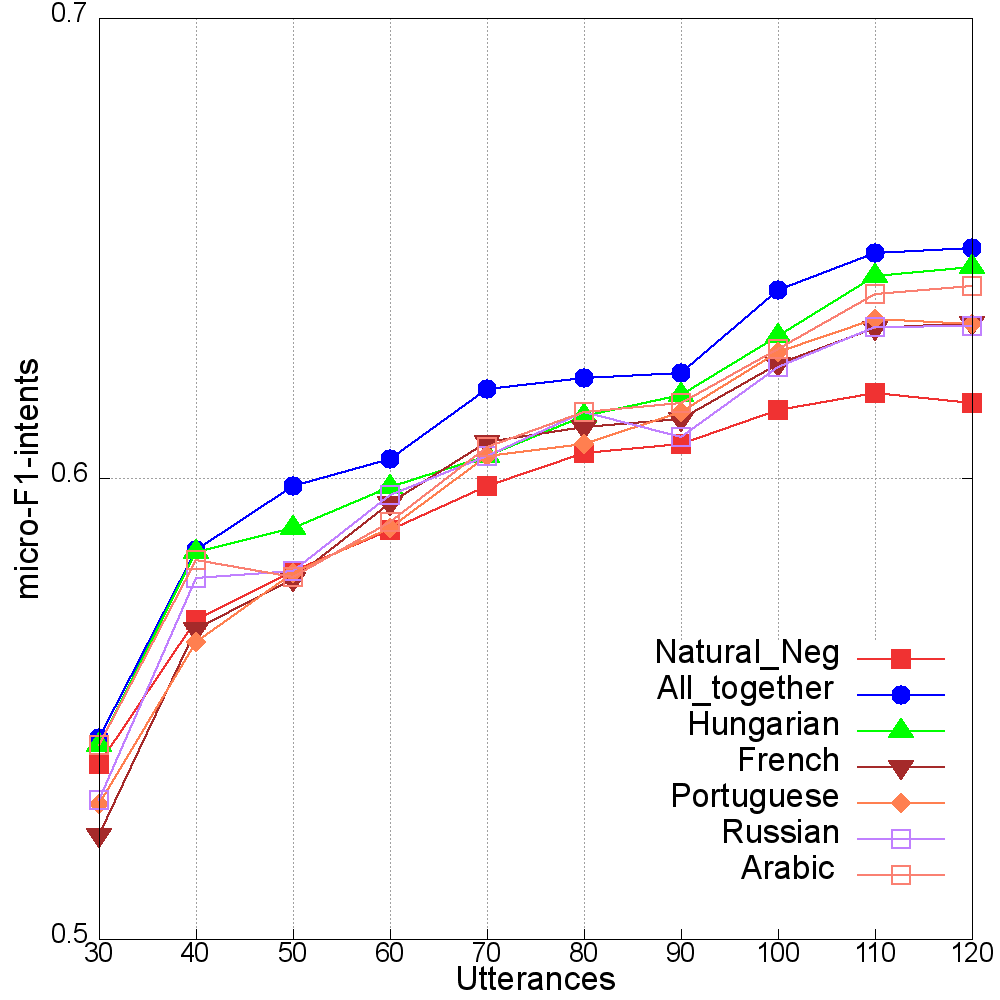 0.7
0.6
0.5
micro-F1-intents
Natural_Neg
All_together
Hungarian
French
Portuguese
Russian
Arabic
30 40 50 60 70 80 90 100 110 120
Utterances